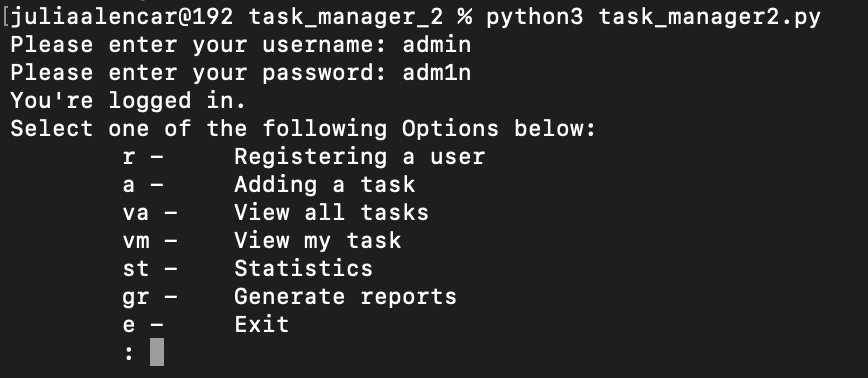 [juliaalencar@192 task_manager_2 % python3 task_manager2.py
Please enter your username: admin
Please enter your password: adm1n
You're logged in.
Select one of the following Options below:
r –     Registering a user
a –     Adding a task
va –     View all tasks
vm –     View my task
st –     Statistics
gr –     Generate reports
e –     Exit
: